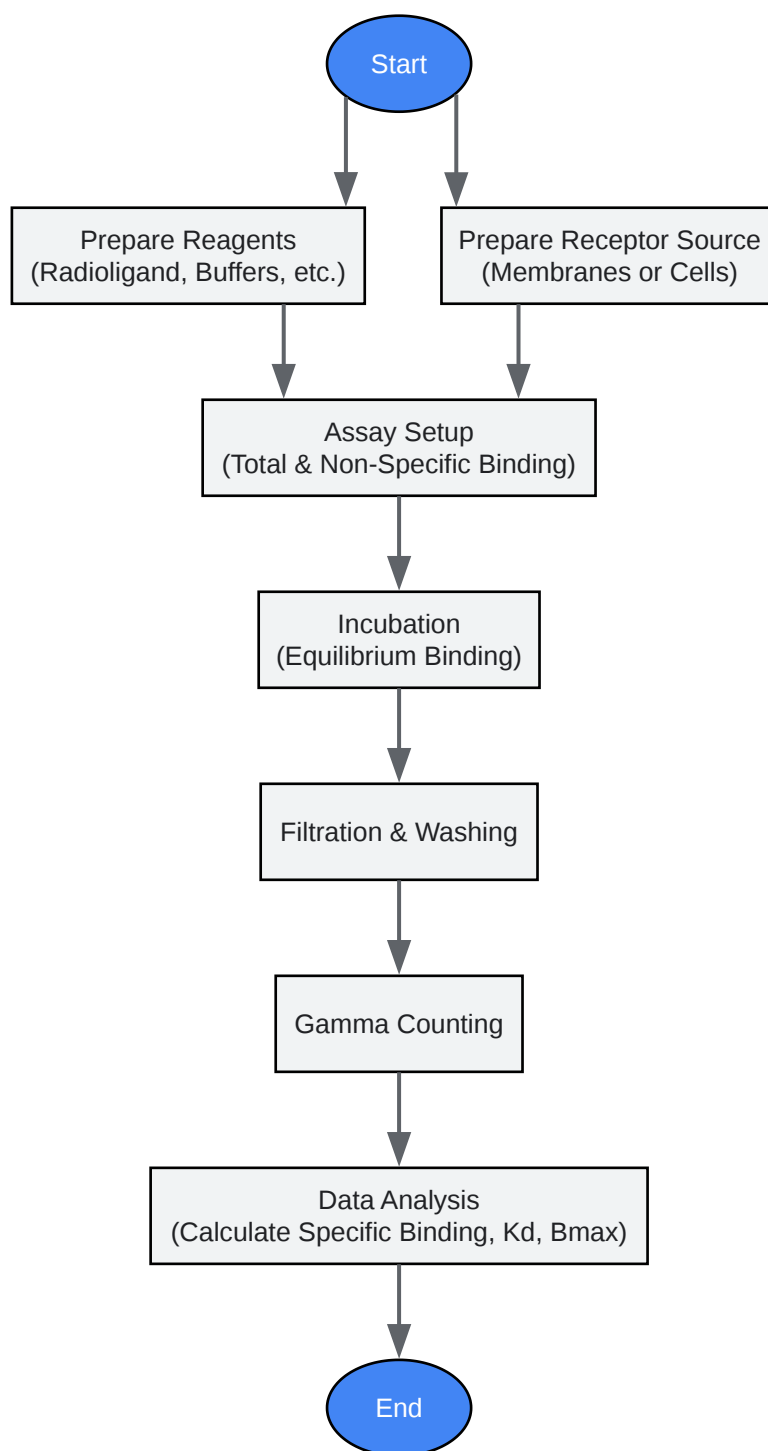 Start
Prepare Reagents
(Radioligand, Buffers, etc.)
Prepare Receptor Source
(Membranes or Cells)
Assay Setup
(Total & Non-Specific Binding)
Incubation
(Equilibrium Binding)
Filtration & Washing
Gamma Counting
Data Analysis
(Calculate Specific Binding, Kd, Bmax)
End